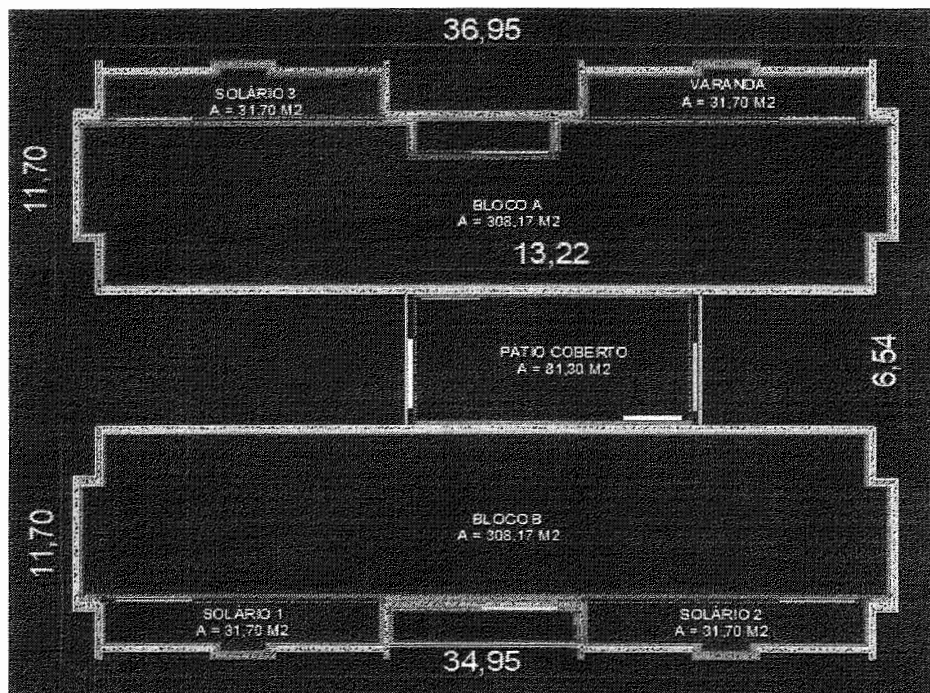 36,95
SOLÁRIO 3
A = 31,70 M2
VARANDA
A = 31,70 M2
11,70
BLOCO A
A = 308,17 M2
13,22
PÁTIO COBERTO
A = 81,30 M2
6,54
BLOCO B
A = 308,17 M2
11,70
SOLÁRIO 1
A = 31,70 M2
SOLÁRIO 2
A = 31,70 M2
34,95